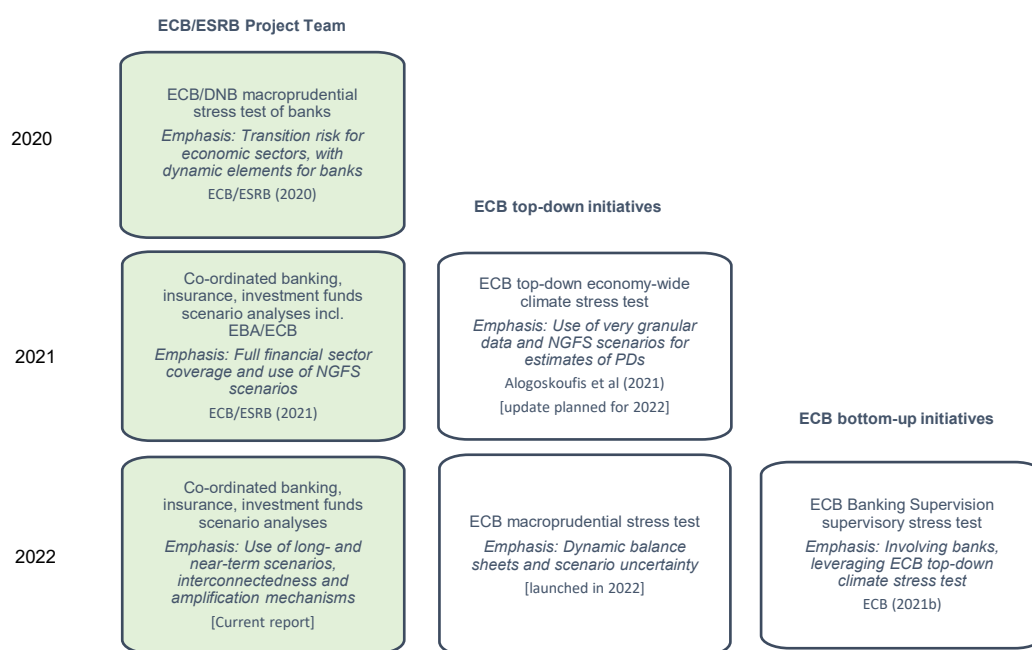 ECB/ESRB Project Team
2020
ECB/DNB macroprudential
stress test of banks
Emphasis: Transition risk for
economic sectors, with
dynamic elements for banks
ECB/ESRB (2020)
ECB top-down initiatives
2021
Co-ordinated banking,
insurance, investment funds
scenario analyses incl.
EBA/ECB
Emphasis: Full financial sector
coverage and use of NGFS
scenarios
ECB/ESRB (2021)
ECB top-down economy-wide
climate stress test
Emphasis: Use of very granular
data and NGFS scenarios for
estimates of PDs
Alogoskoufis et al (2021)
[update planned for 2022]
ECB bottom-up initiatives
2022
Co-ordinated banking,
insurance, investment funds
scenario analyses
Emphasis: Use of long- and
near-term scenarios,
interconnectedness and
amplification mechanisms
[Current report]
ECB macroprudential stress test
Emphasis: Dynamic balance
sheets and scenario uncertainty
[launched in 2022]
ECB Banking Supervision
supervisory stress test
Emphasis: Involving banks,
leveraging ECB top-down
climate stress test
ECB (2021b)